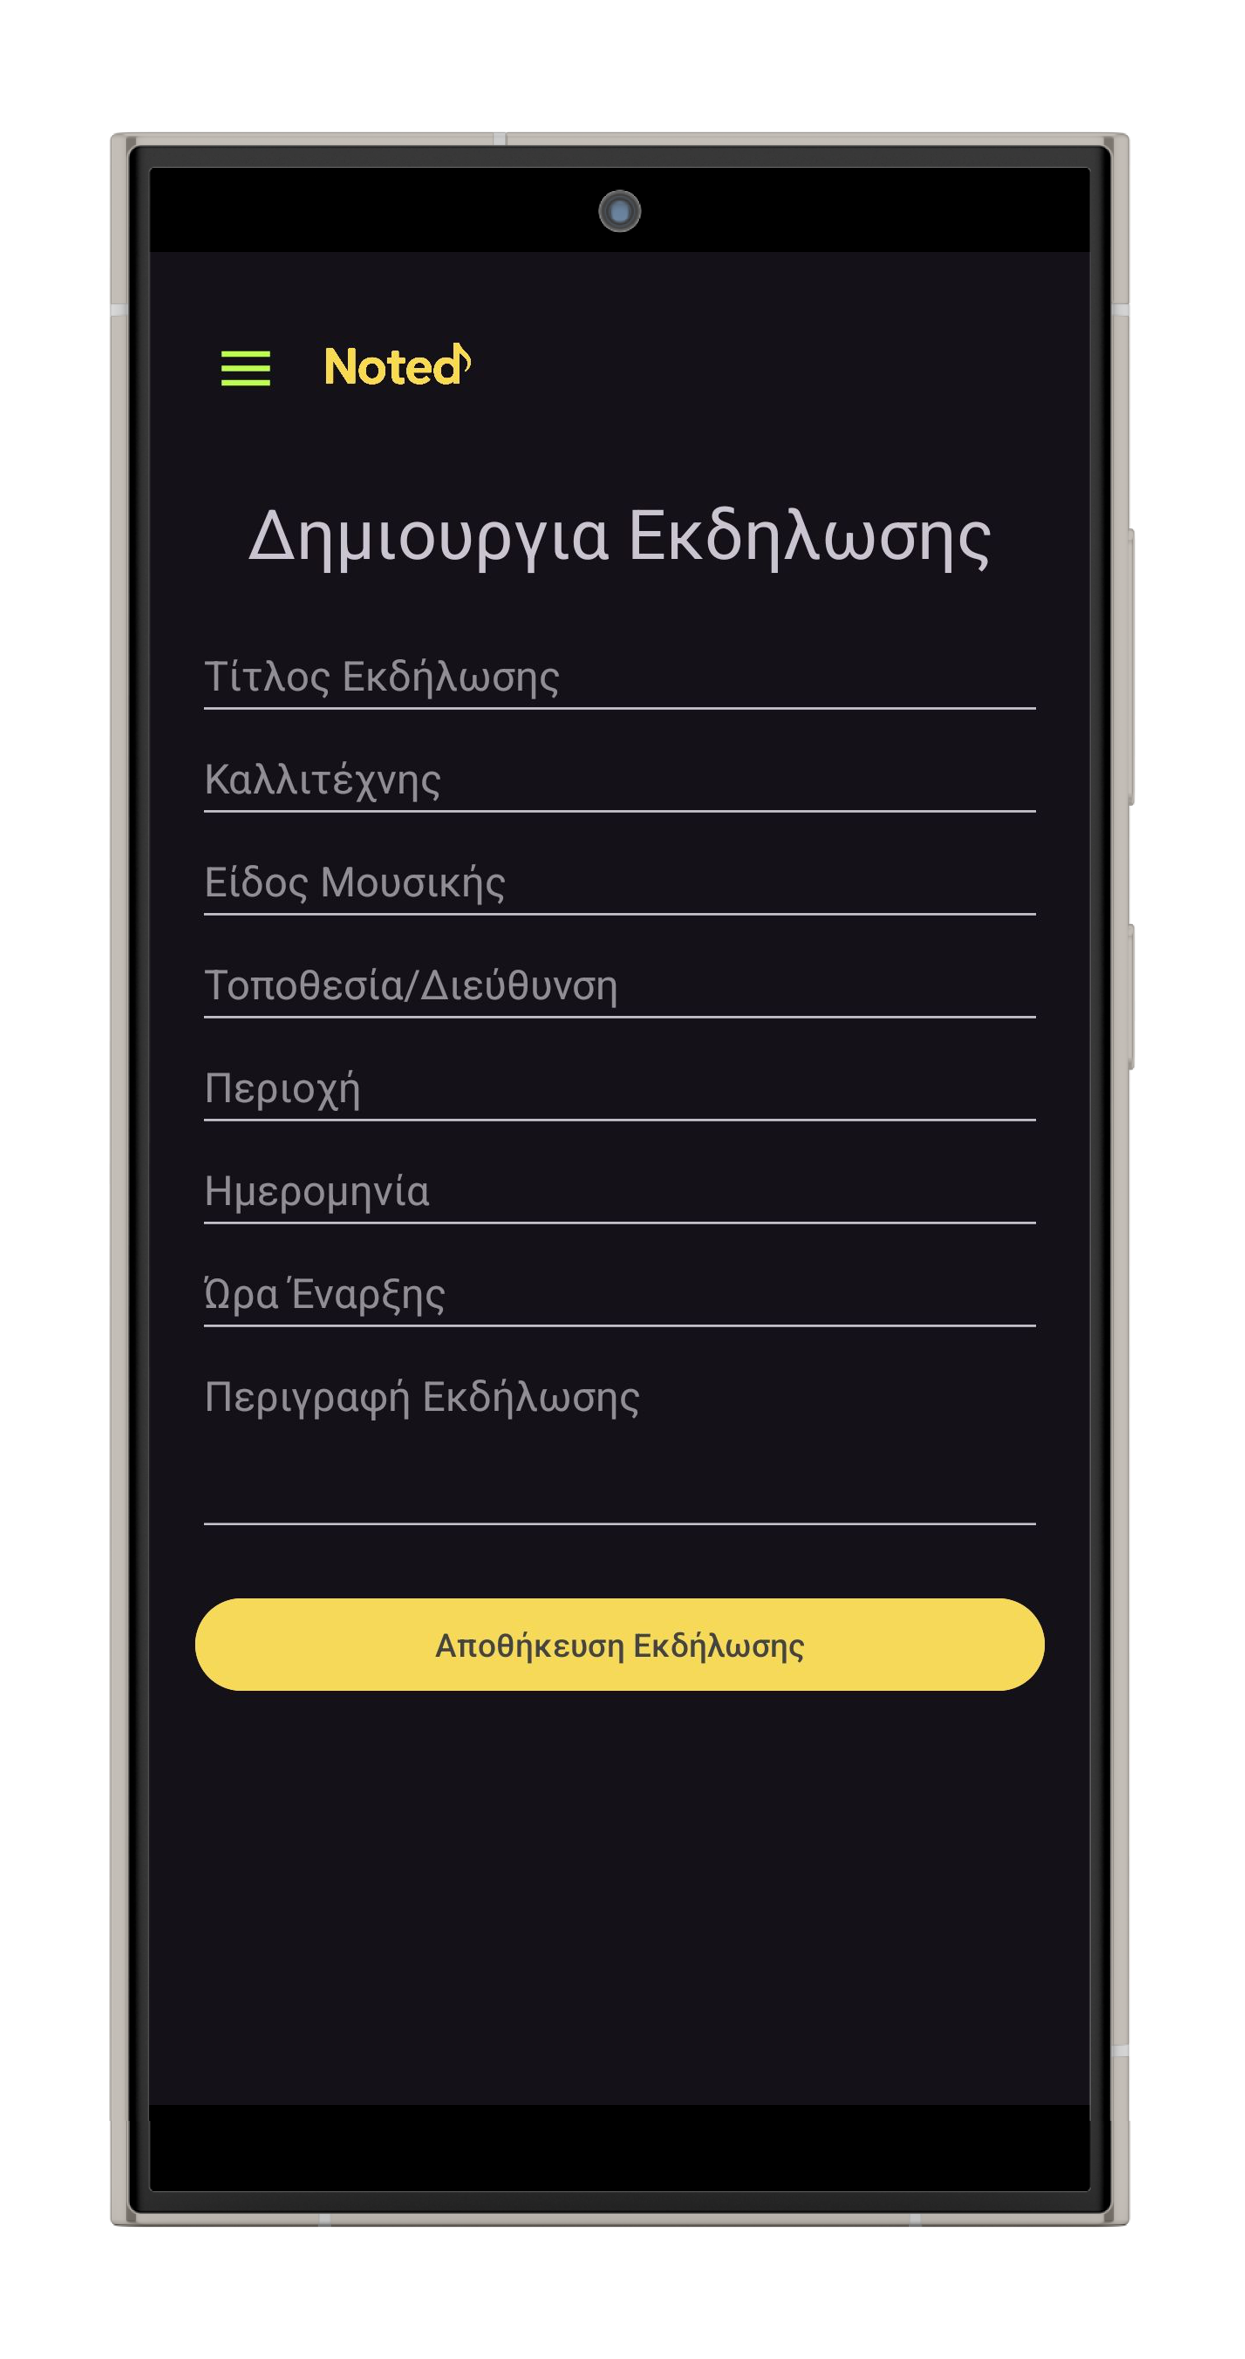 Noted
Δημιουργια Εκδηλωσης
Τίτλος Εκδήλωσης
Καλλιτέχνης
Είδος Μουσικής
Τοποθεσία/Διεύθυνση
Περιοχή
Ημερομηνία
Ώρα Έναρξης
Περιγραφή Εκδήλωσης
Αποθήκευση Εκδήλωσης